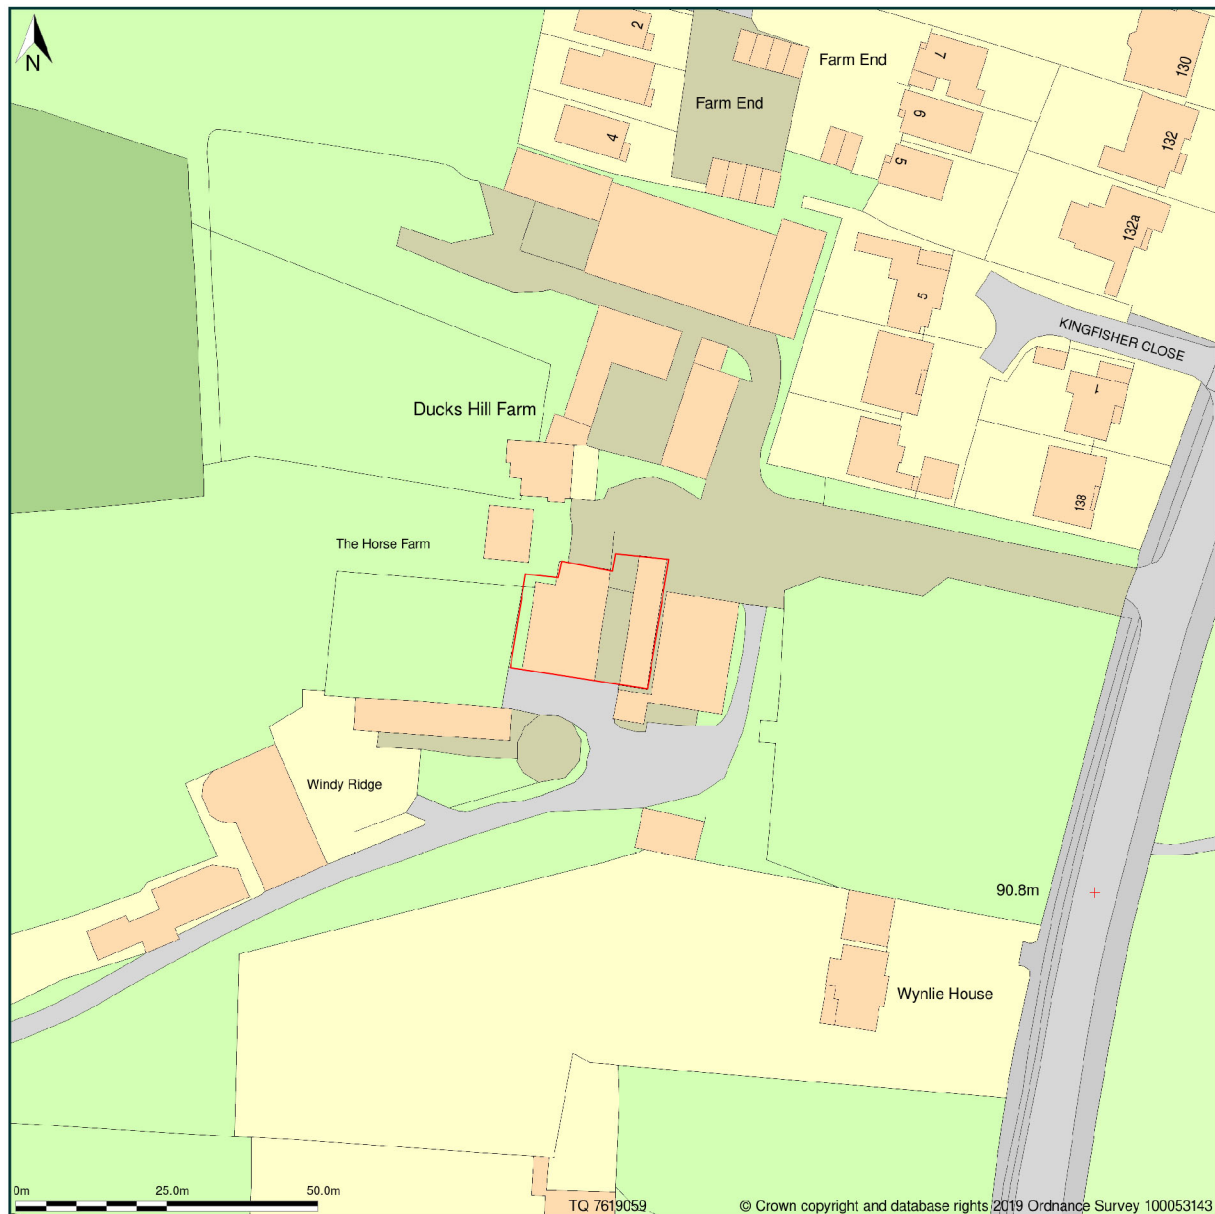 N
2
Farm End
7
130
Farm End
6
132
4
5
132a
5
KINGFISHER CLOSE
1
Ducks Hill Farm
138
The Horse Farm
Windy Ridge
90.8m
Wynlie House
0m 25.0m 50.0m
TQ 7619059
© Crown copyright and database rights 2019 Ordnance Survey 100053143